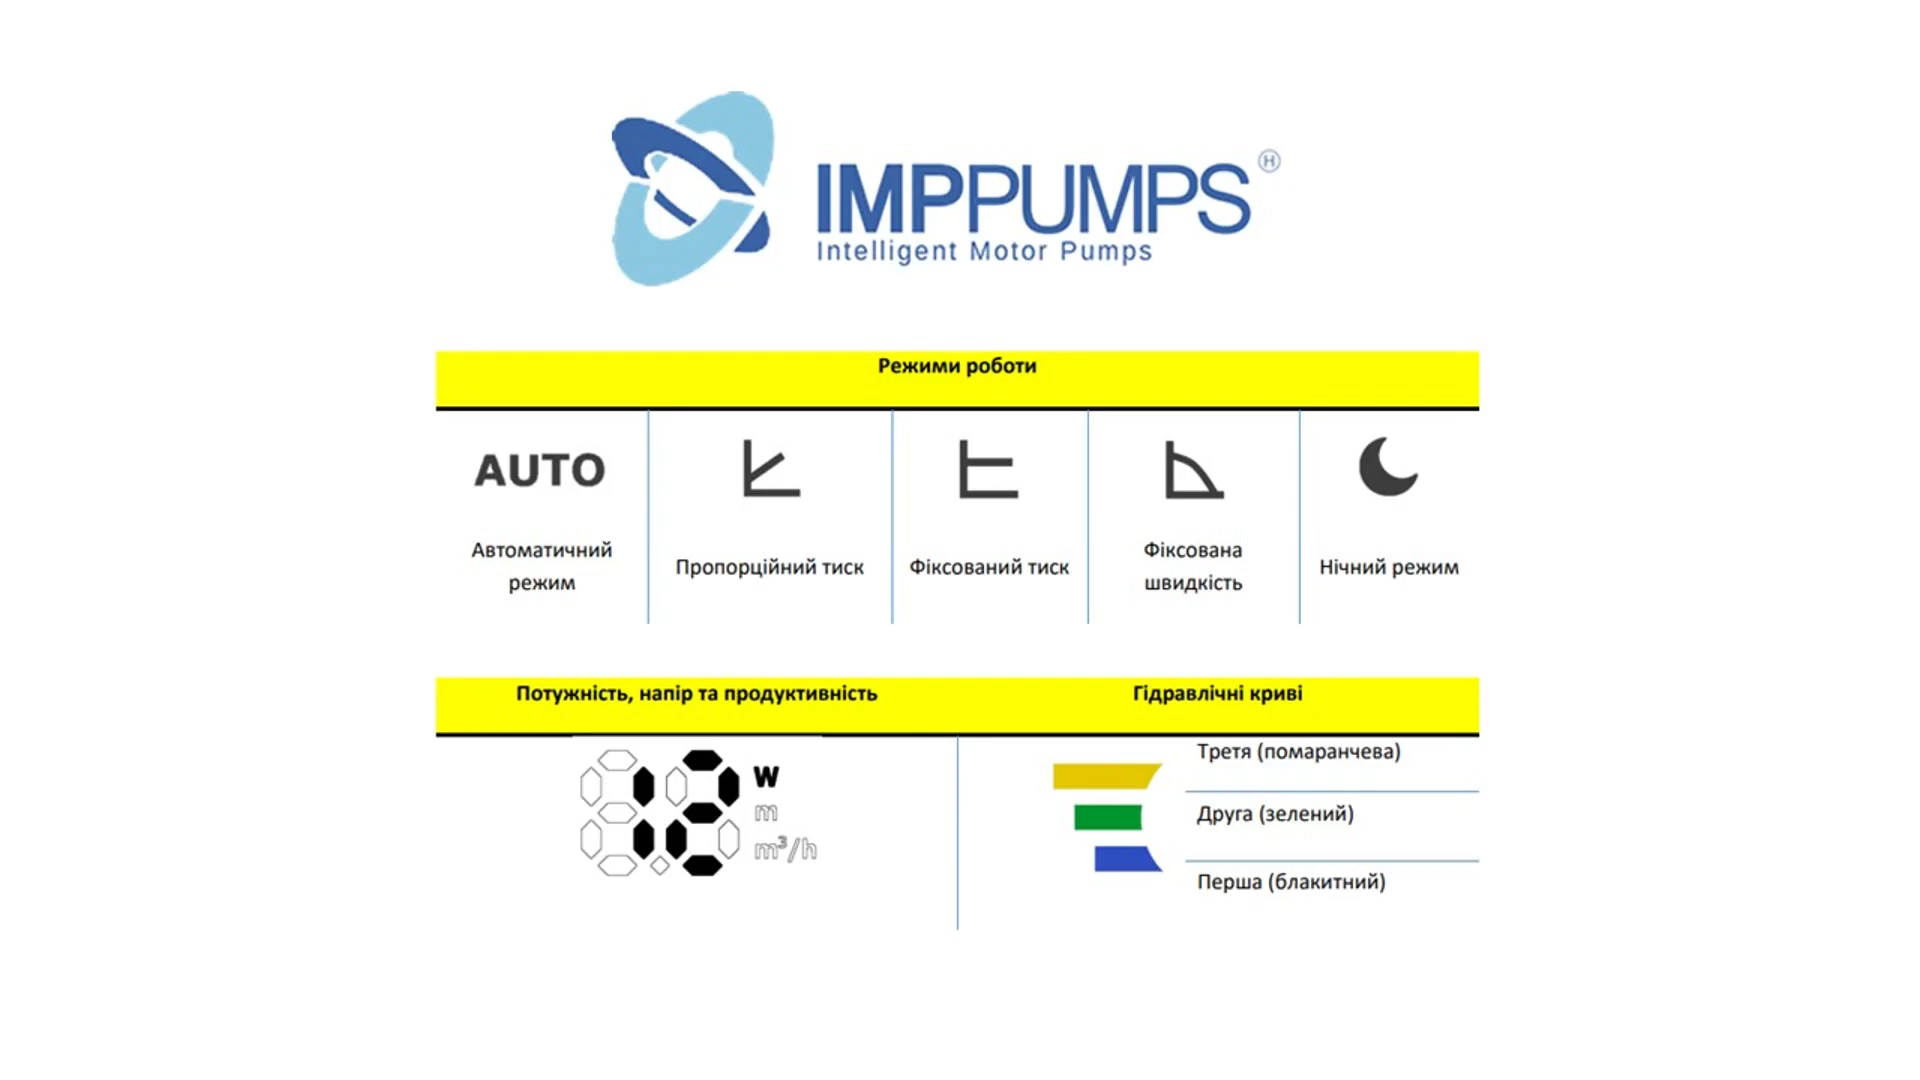 IMPPUMPS®
Intelligent Motor Pumps
Режими роботи
AUTO
Автоматичний
режим
Пропорційний тиск
Фіксований тиск
Фіксована
швидкість
Нічний режим
Потужність, напір та продуктивність
Гідравлічні криві
12 W
m
m³/h
Третя (помаранчева)
Друга (зелений)
Перша (блакитний)